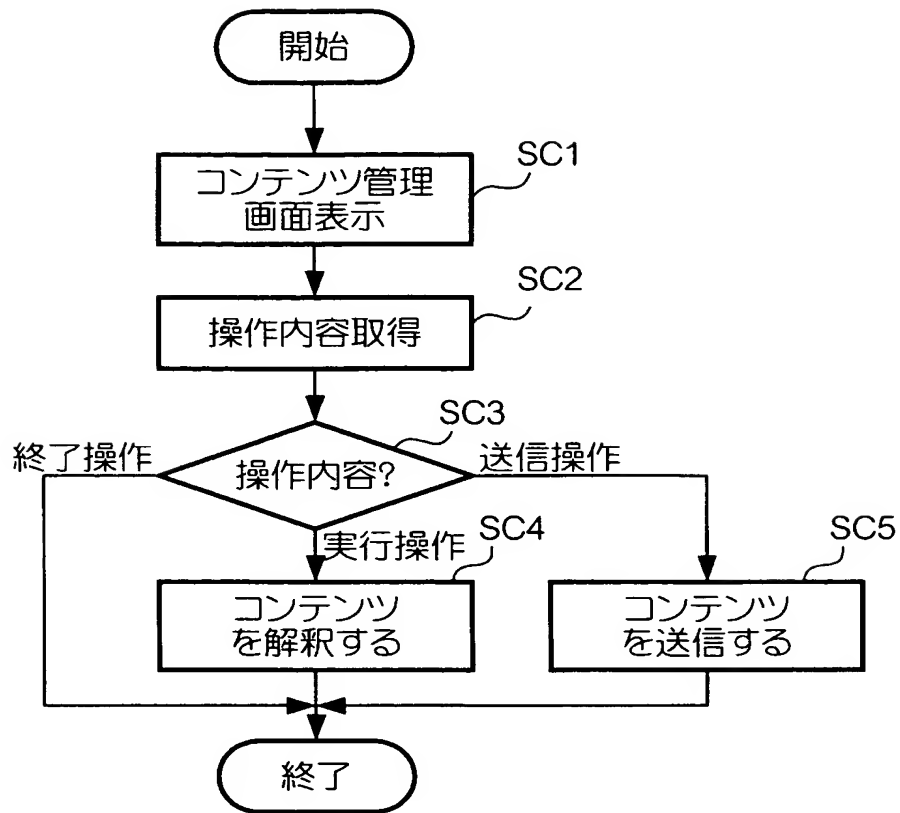 開始
SC1
コンテンツ管理
画面表示
SC2
操作内容取得
SC3
終了操作
操作内容?
送信操作
実行操作
SC4
SC5
コンテンツ
を解釈する
コンテンツ
を送信する
終了